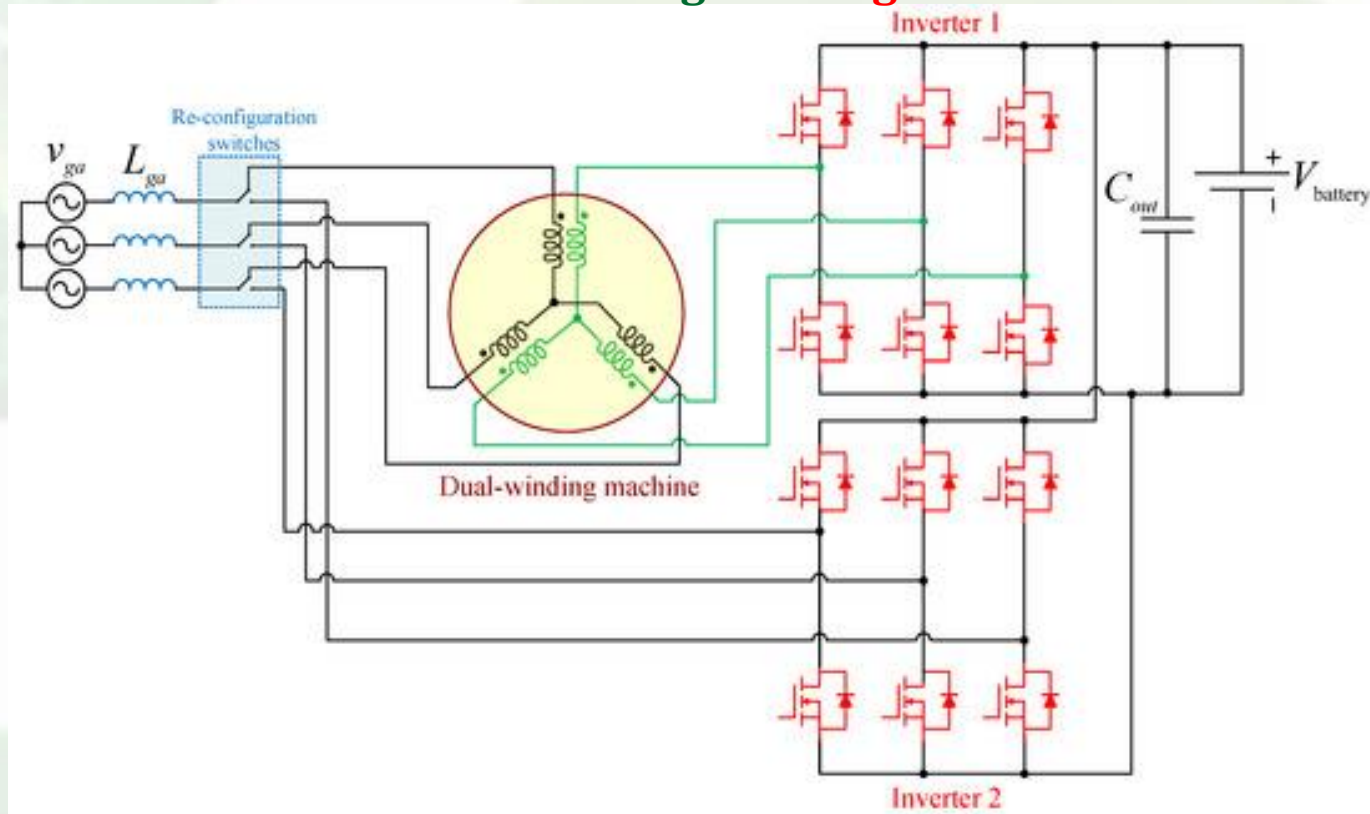 Inverter 1
Re-configuration
switches
v_ga
L_ga
C_out
+
V_battery
Dual-winding machine
Inverter 2